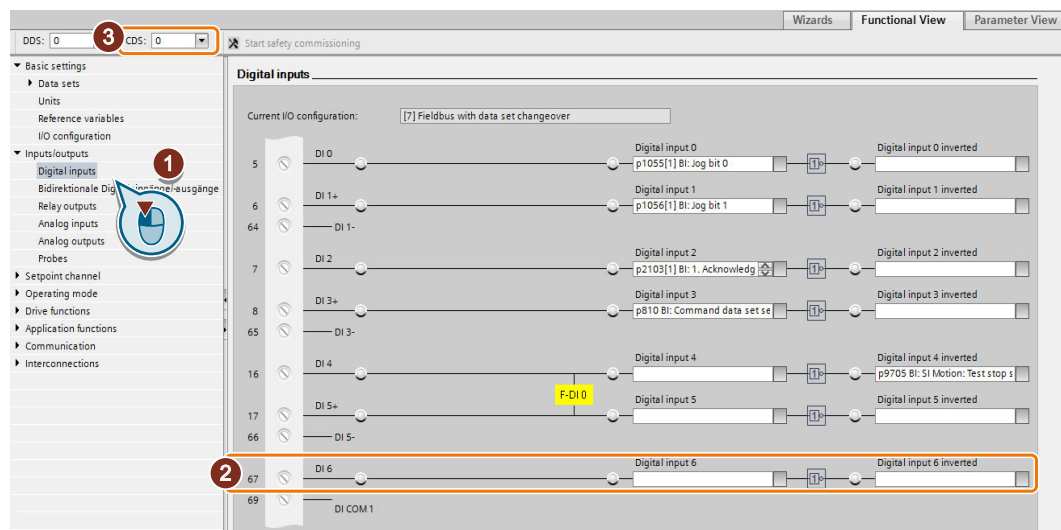 Wizards Functional View Parameter View
DDS: 0 3 CDS: 0 Start safety commissioning
Basic settings
Data sets
Units
Reference variables
I/O configuration
Inputs/outputs
Digital inputs
1
Bidirektionale ausgänge
Relay outputs
Analog inputs
Analog outputs
Probes
Setpoint channel
Operating mode
Drive functions
Application functions
Communication
Interconnections
Digital inputs
Current I/O configuration: [7] Fieldbus with data set changeover
Digital input 0 Digital input 0 inverted
5 DI 0 p1055[1] BI: Jog bit 0 1
Digital input 1 Digital input 1 inverted
6 DI 1+ p1056[1] BI: Jog bit 1 1
64 DI 1-
Digital input 2 Digital input 2 inverted
7 DI 2 p2103[1] BI: 1. Acknowledg 1
Digital input 3 Digital input 3 inverted
8 DI 3+ p810 BI: Command data set se 1
65 DI 3-
Digital input 4 Digital input 4 inverted
16 DI 4 1 p9705 BI: SI Motion: Test stop s
F-DI 0
Digital input 5 Digital input 5 inverted
17 DI 5+ 1
66 DI 5-
2
Digital input 6 Digital input 6 inverted
67 DI 6 1
69 DI COM 1